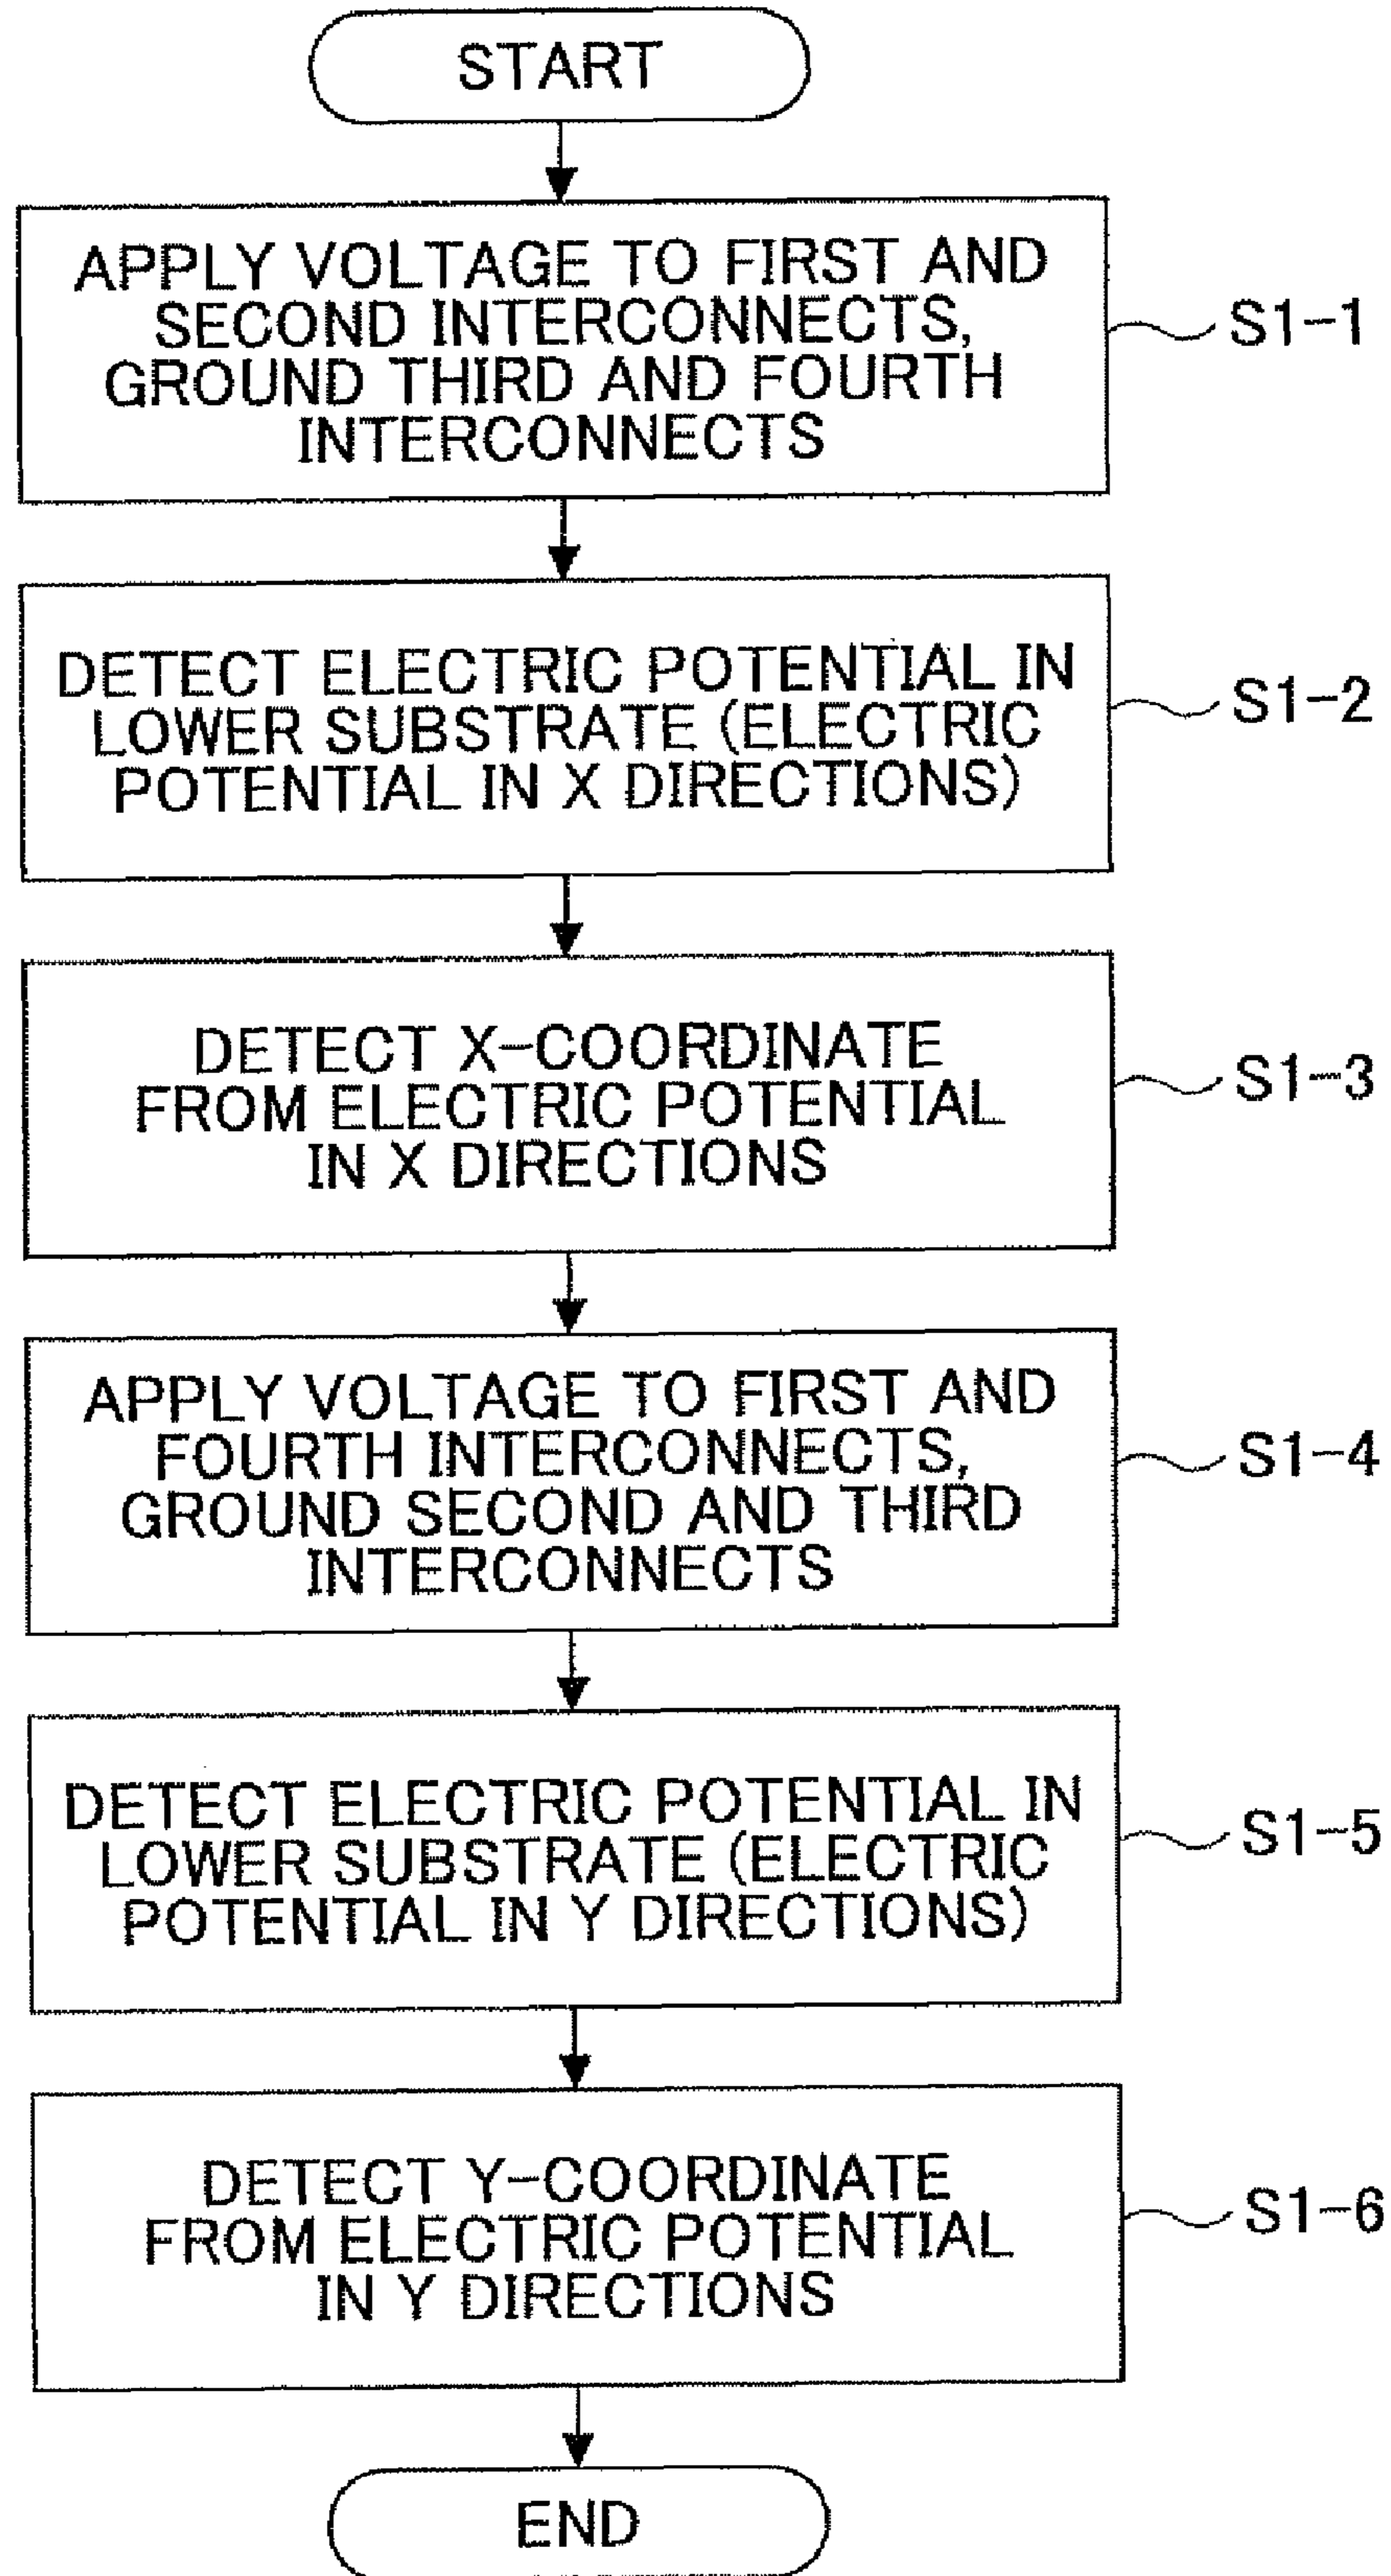 START
APPLY VOLTAGE TO FIRST AND
SECOND INTERCONNECTS,
GROUND THIRD AND FOURTH
INTERCONNECTS
S1-1
DETECT ELECTRIC POTENTIAL IN
LOWER SUBSTRATE (ELECTRIC
POTENTIAL IN X DIRECTIONS)
S1-2
DETECT X-COORDINATE
FROM ELECTRIC POTENTIAL
IN X DIRECTIONS
S1-3
APPLY VOLTAGE TO FIRST AND
FOURTH INTERCONNECTS,
GROUND SECOND AND THIRD
INTERCONNECTS
S1-4
DETECT ELECTRIC POTENTIAL IN
LOWER SUBSTRATE (ELECTRIC
POTENTIAL IN Y DIRECTIONS)
S1-5
DETECT Y-COORDINATE
FROM ELECTRIC POTENTIAL
IN Y DIRECTIONS
S1-6
END